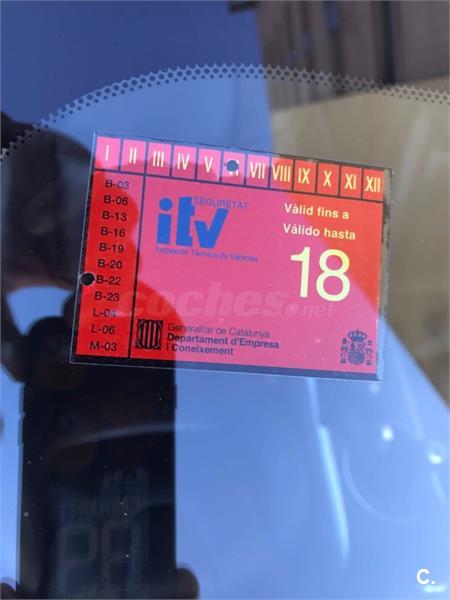 I II III IV V VI VII VIII IX X XI XII
B-03
B-06
B-13
B-16
B-19
B-20
B-22
B-23
L-04
L-06
M-03
SEGURETAT
itv
Inspecció Tècnica de Vehicles
Vàlid fins a
Válido hasta
18
coches.net
Generalitat de Catalunya
Departament d'Empresa
i Coneixement
C.